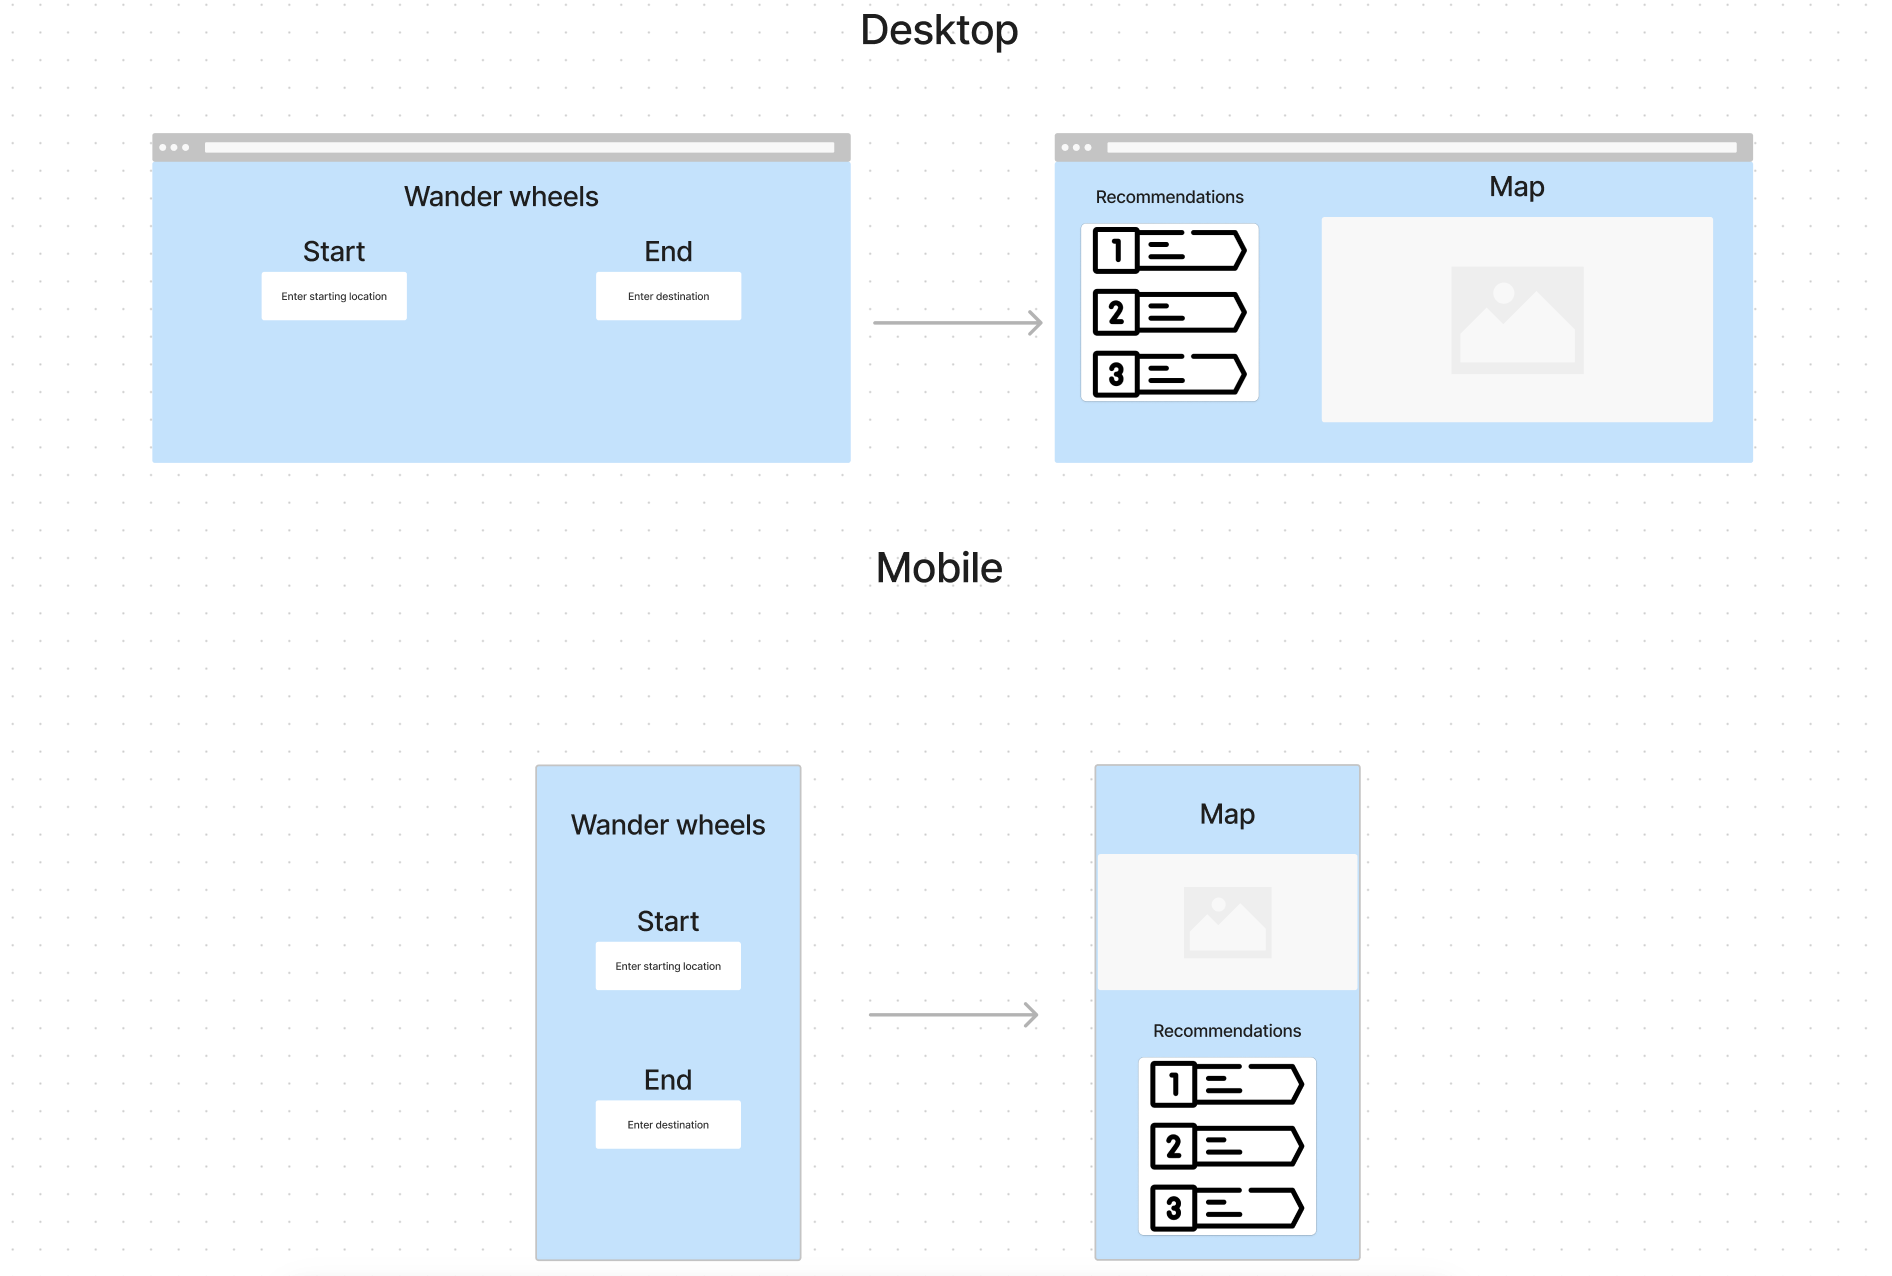 Desktop
Wander wheels
Start
End
Enter starting location
Enter destination
Recommendations
Map
1
2
3
Mobile
Wander wheels
Start
Enter starting location
End
Enter destination
Map
Recommendations
1
2
3